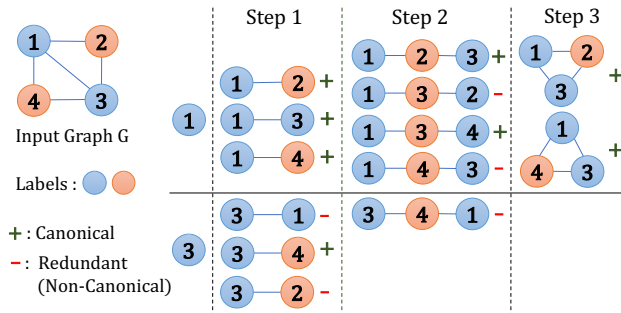 Step 1 Step 2 Step 3
1 2
4 3
Input Graph G
Labels :
+ : Canonical
- : Redundant
(Non-Canonical)
1
1 2 +
1 3 +
1 4 +
1 2 3 +
1 3 2 -
1 3 4 +
1 4 3 -
1 2
3 +
1
4 3 +
3
3 1 -
3 4 +
3 2 -
3 4 1 -